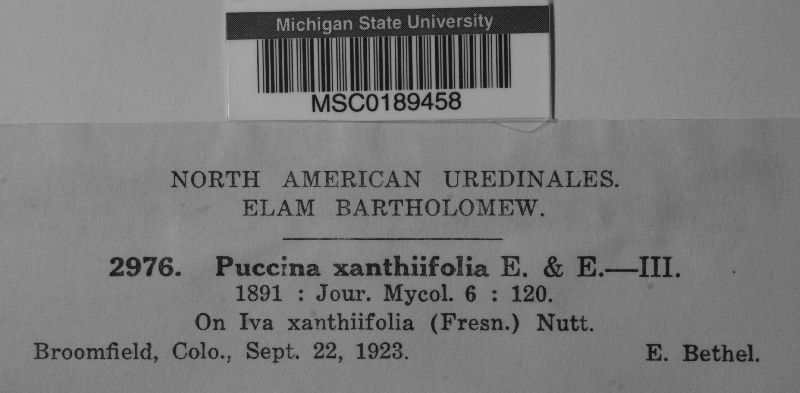 Michigan State University
MSC0189458
NORTH AMERICAN UREDINALES.
ELAM BARTHOLOMEW.
2976. Puccina xanthiifolia E. & E.—III.
1891 : Jour. Mycol. 6 : 120.
On Iva xanthiifolia (Fresn.) Nutt.
Broomfield, Colo., Sept. 22, 1923. E. Bethel.